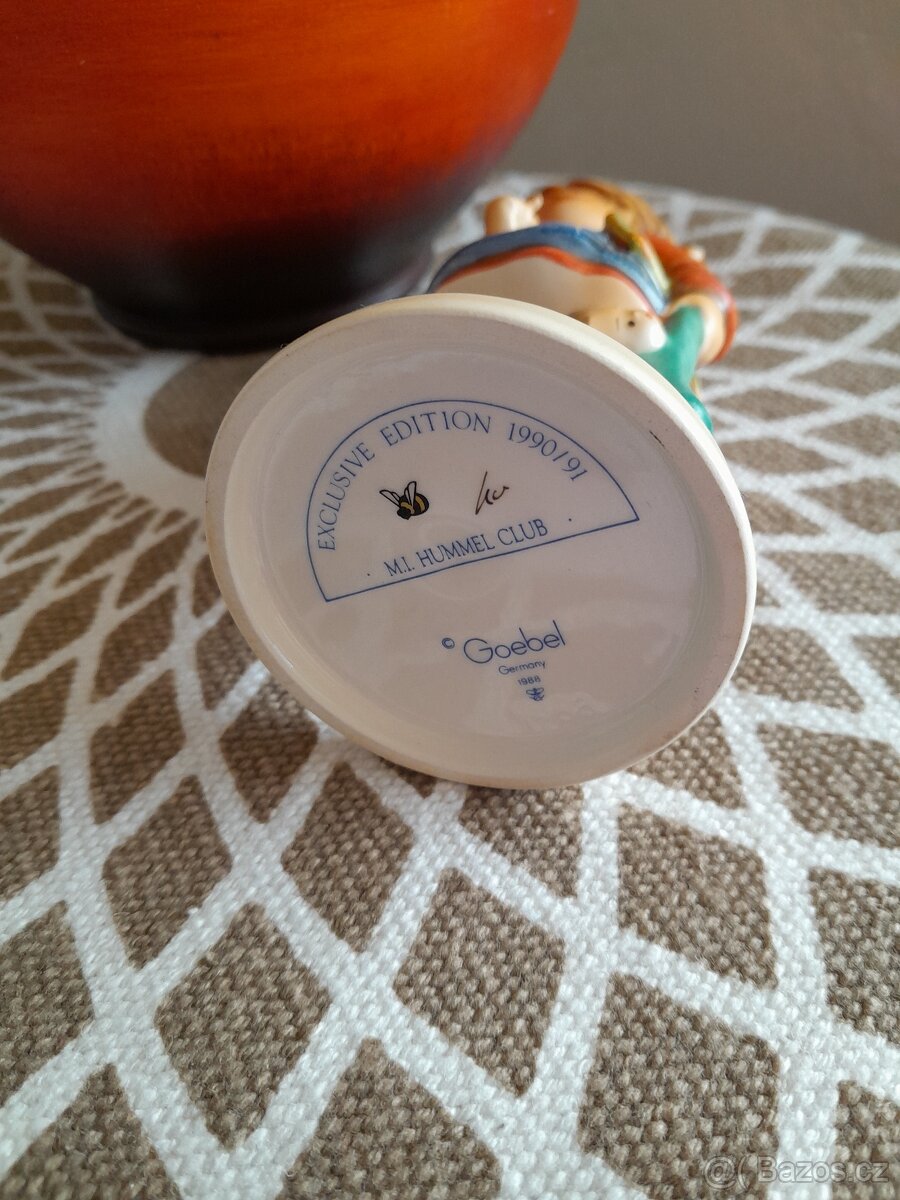 EXCLUSIVE EDITION 1990/91
· M.I. HUMMEL CLUB ·
© Goebel
Germany
1988
@ Bazos.cz